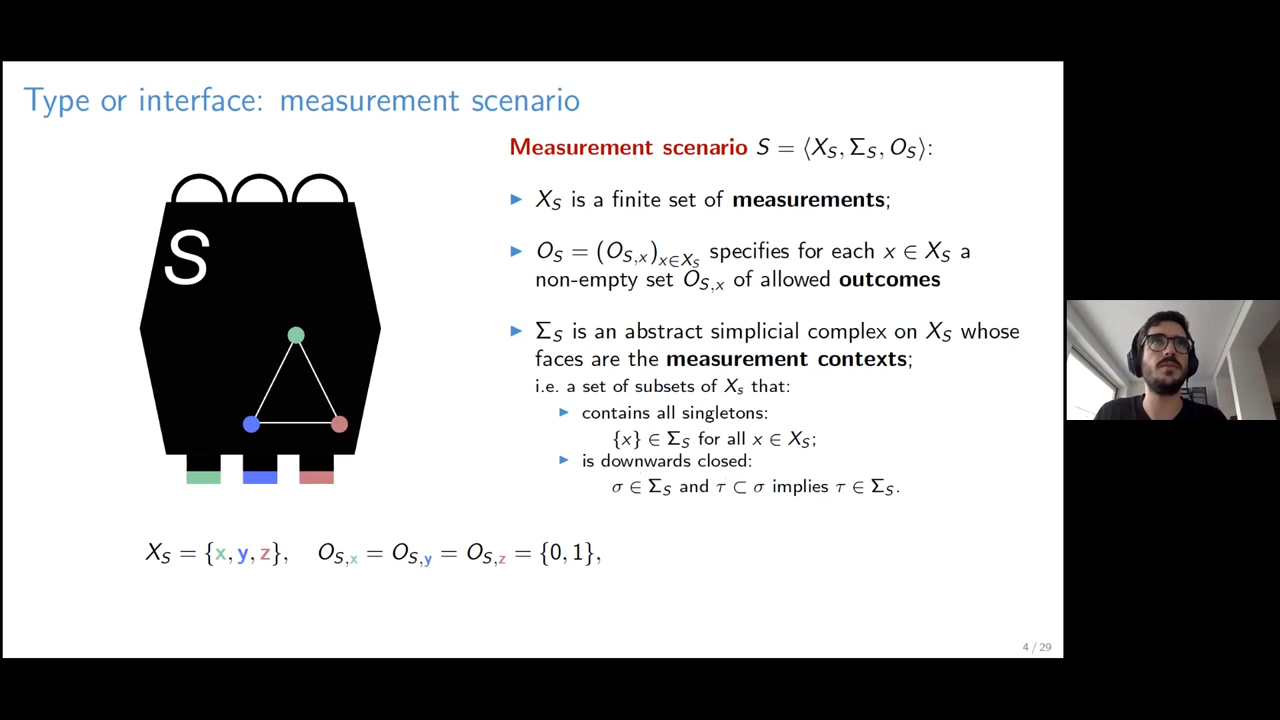 Type or interface: measurement scenario
Measurement scenario S = ⟨X_S, Σ_S, O_S⟩:
▶ X_S is a finite set of measurements;
▶ O_S = (O_{S,x})_{x∈X_S} specifies for each x ∈ X_S a
non-empty set O_{S,x} of allowed outcomes
▶ Σ_S is an abstract simplicial complex on X_S whose
faces are the measurement contexts;
i.e. a set of subsets of X_s that:
▶ contains all singletons:
{x} ∈ Σ_S for all x ∈ X_S;
▶ is downwards closed:
σ ∈ Σ_S and τ ⊂ σ implies τ ∈ Σ_S.
S
X_S = {x, y, z}, O_{S,x} = O_{S,y} = O_{S,z} = {0, 1},
4 / 29